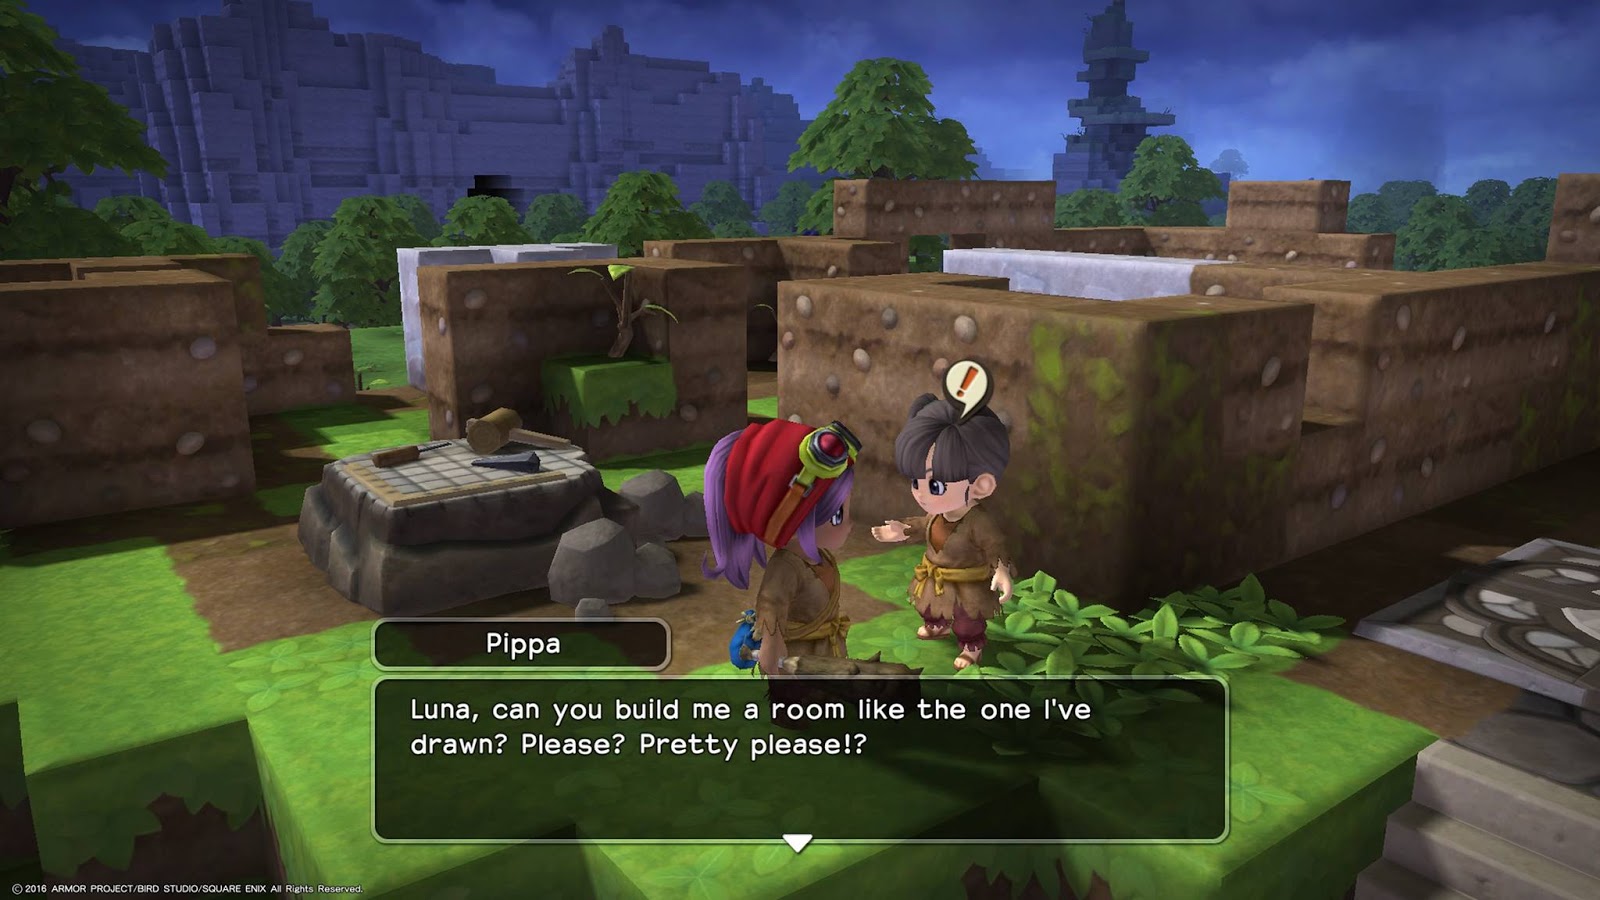 Pippa
Luna, can you build me a room like the one I've
drawn? Please? Pretty please!?
© 2016 ARMOR PROJECT/BIRD STUDIO/SQUARE ENIX All Rights Reserved.